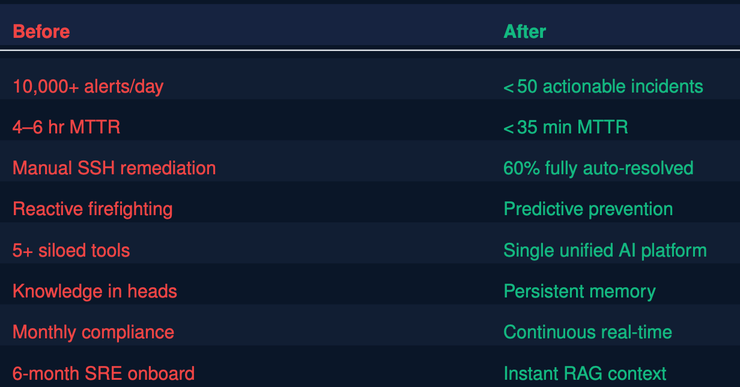 Before After
10,000+ alerts/day <50 actionable incidents
4–6 hr MTTR <35 min MTTR
Manual SSH remediation 60% fully auto-resolved
Reactive firefighting Predictive prevention
5+ siloed tools Single unified AI platform
Knowledge in heads Persistent memory
Monthly compliance Continuous real-time
6-month SRE onboard Instant RAG context